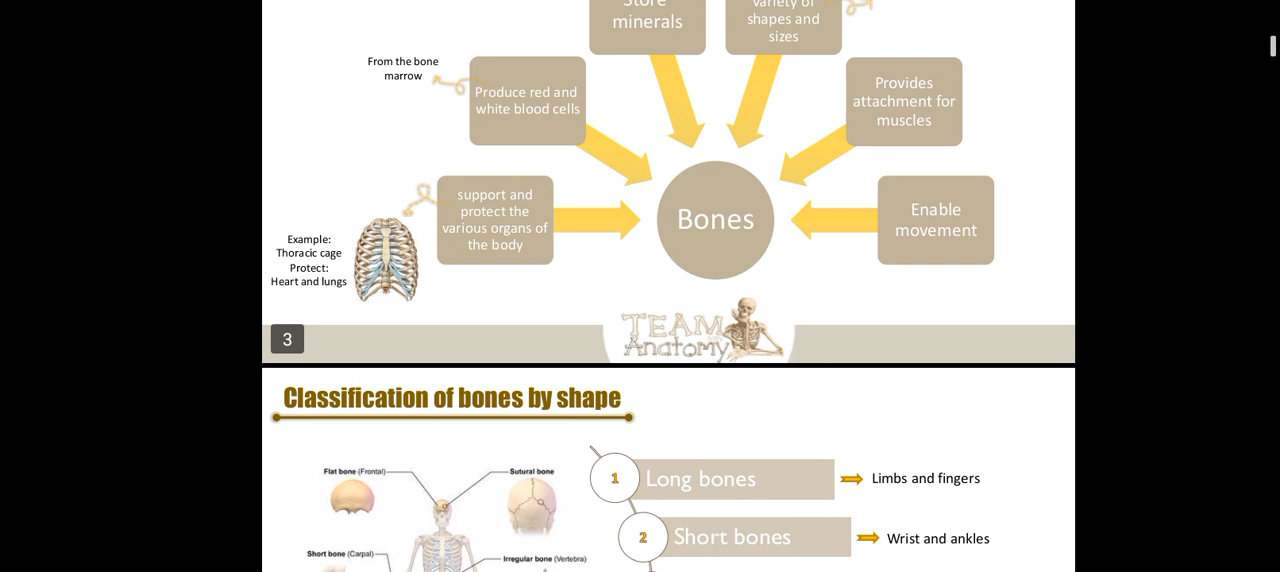 Store
minerals
variety of
shapes and
sizes
From the bone
marrow
Produce red and
white blood cells
Provides
attachment for
muscles
support and
protect the
various organs of
the body
Bones
Enable
movement
Example:
Thoracic cage
Protect:
Heart and lungs
TEAM
Anatomy
3
Classification of bones by shape
Flat bone (Frontal)
Sutural bone
1
Long bones
Limbs and fingers
2
Short bones
Wrist and ankles
Short bone (Carpal)
Irregular bone (Vertebra)